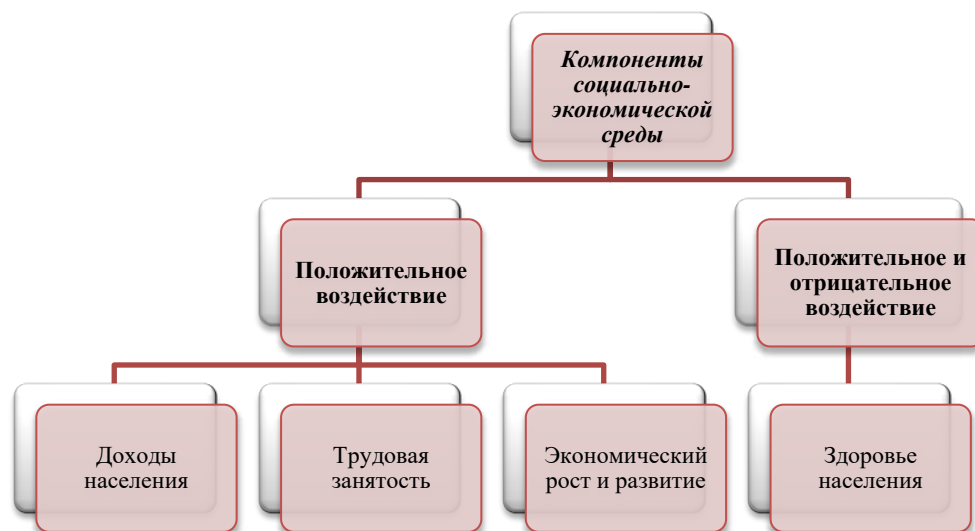 Компоненты
социально-
экономической
среды
Положительное
воздействие
Положительное и
отрицательное
воздействие
Доходы
населения
Трудовая
занятость
Экономический
рост и развитие
Здоровье
населения